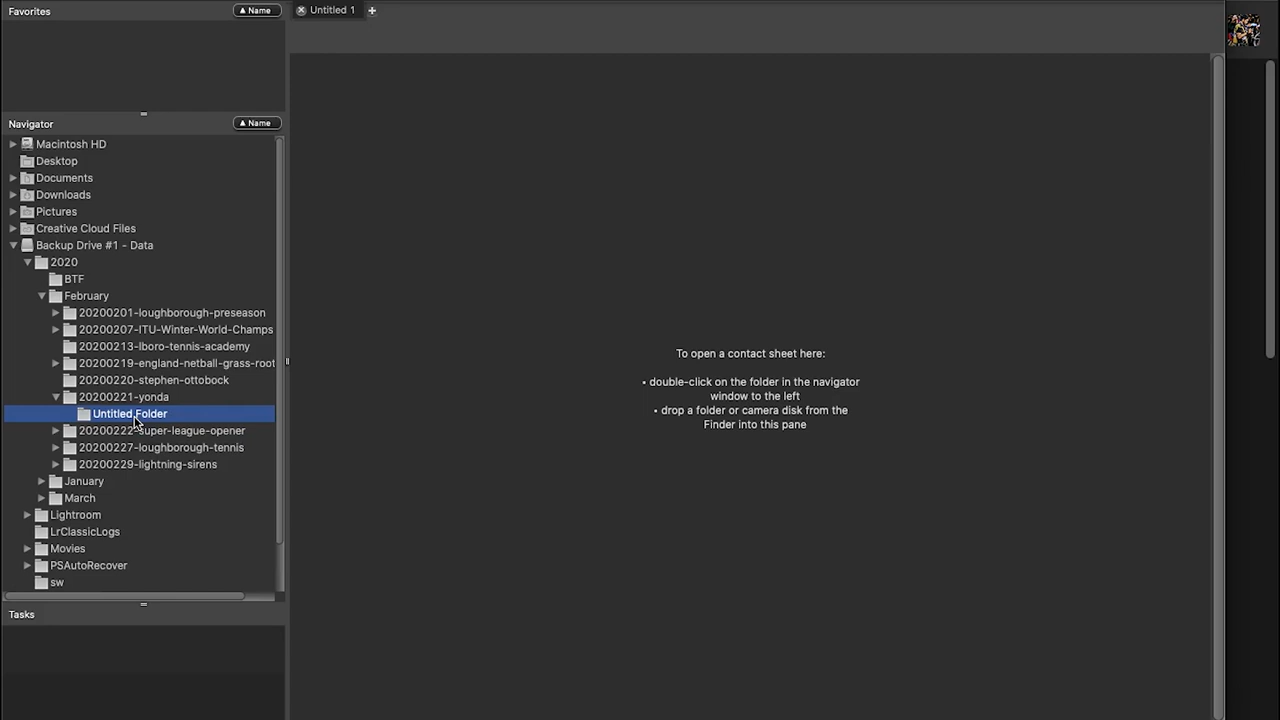 Favorites
▲ Name
Untitled 1
Navigator
▲ Name
Macintosh HD
Desktop
Documents
Downloads
Pictures
Creative Cloud Files
Backup Drive #1 - Data
2020
BTF
February
20200201-loughborough-preseason
20200207-ITU-Winter-World-Champs
20200213-lboro-tennis-academy
20200219-england-netball-grass-root
20200220-stephen-ottobock
20200221-yonda
Untitled Folder
20200222-super-league-opener
20200227-loughborough-tennis
20200229-lightning-sirens
January
March
Lightroom
LrClassicLogs
Movies
PSAutoRecover
sw
Tasks
To open a contact sheet here:
• double-click on the folder in the navigator
window to the left
• drop a folder or camera disk from the
Finder into this pane